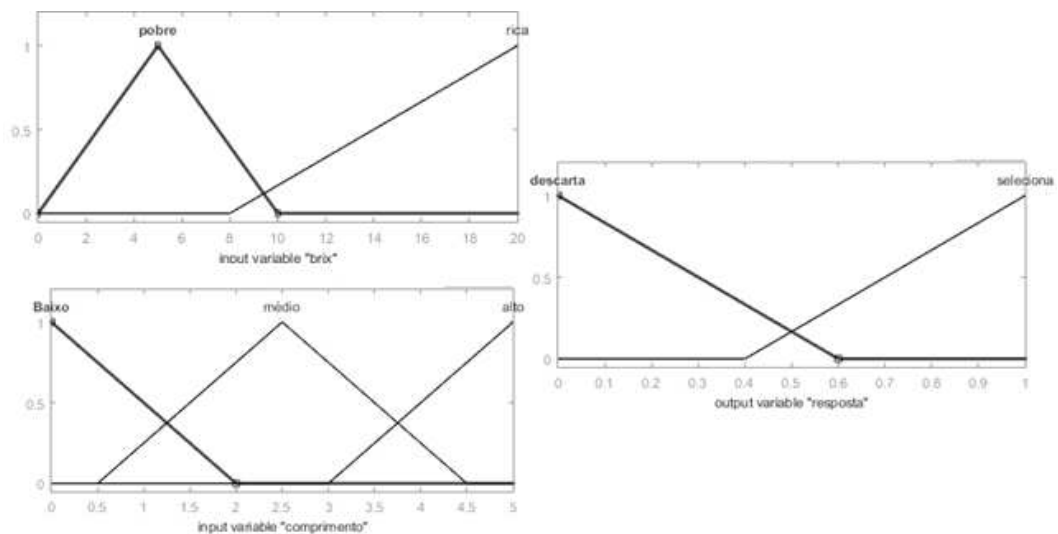 pobre
rica
1
0.5
0
0 2 4 6 8 10 12 14 16 18 20
input variable "brix"
Baixo
médio
alto
1
0.5
0
0 0.5 1 1.5 2 2.5 3 3.5 4 4.5 5
input variable "comprimento"
descarta
seleciona
1
0.5
0
0 0.1 0.2 0.3 0.4 0.5 0.6 0.7 0.8 0.9 1
output variable "resposta"